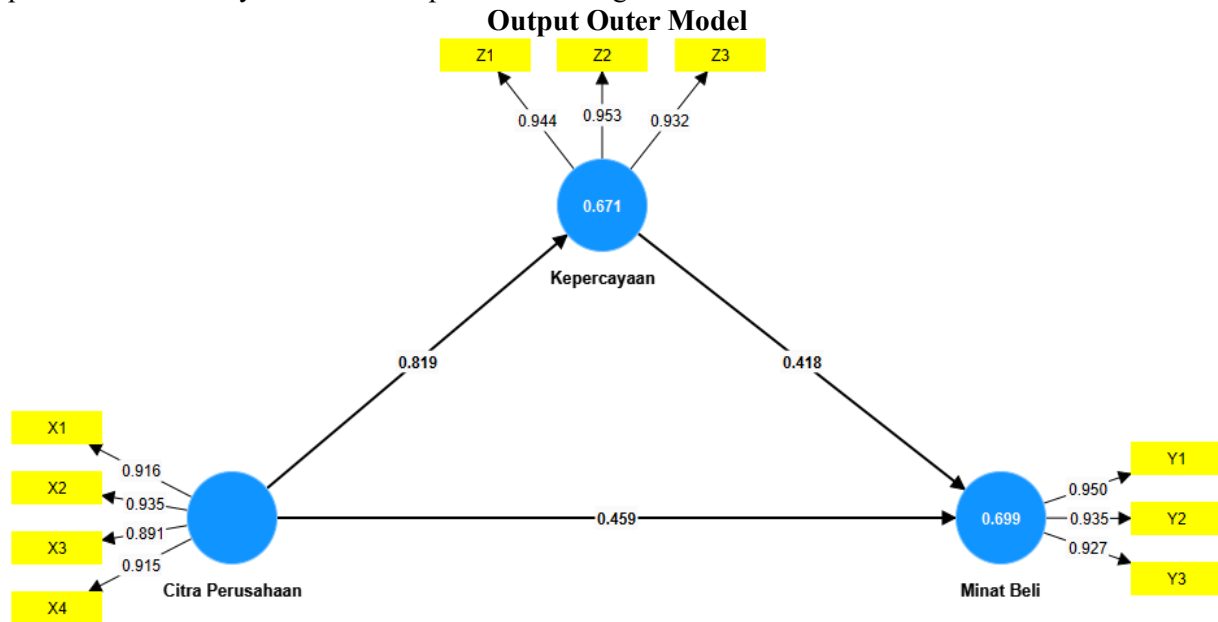 Output Outer Model
Z1 Z2 Z3
0.944 0.953 0.932
0.671
Kepercayaan
0.819 0.418
X1
0.916
X2
0.935
X3
0.891
X4
0.915
Citra Perusahaan
0.459
0.699
Minat Beli
Y1
0.950
Y2
0.935
Y3
0.927